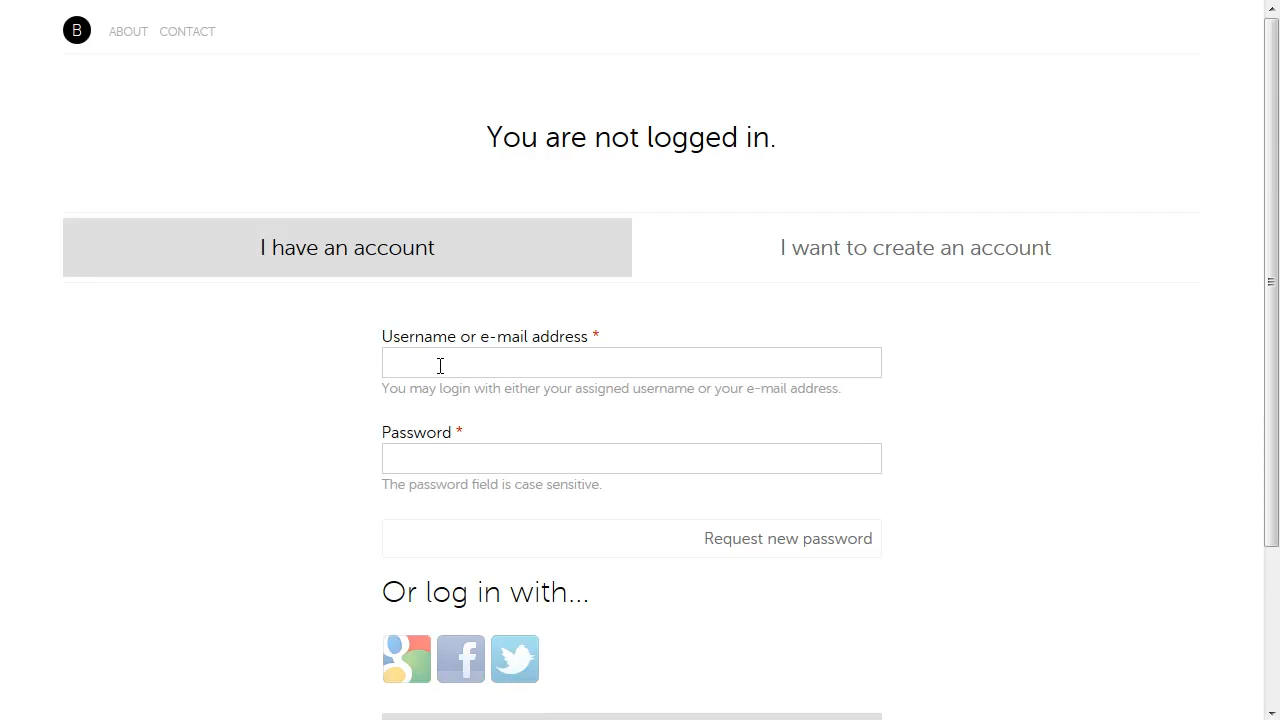 B ABOUT CONTACT
You are not logged in.
I have an account I want to create an account
Username or e-mail address *
You may login with either your assigned username or your e-mail address.
Password *
The password field is case sensitive.
Request new password
Or log in with...